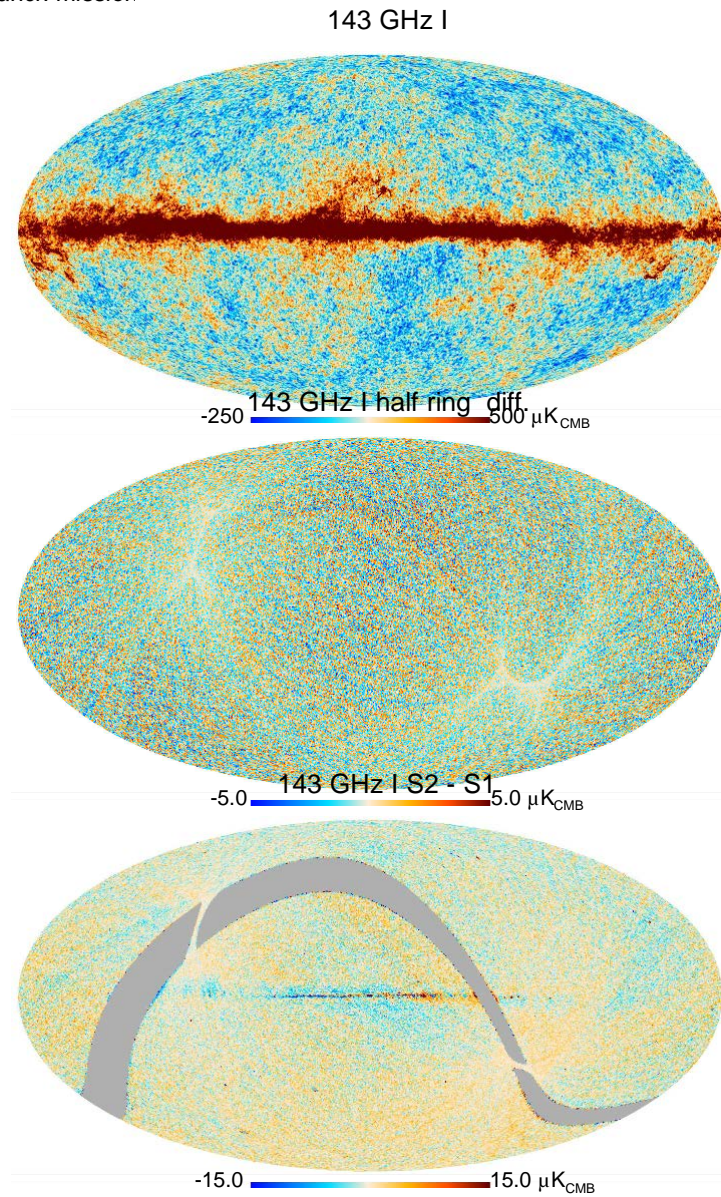 143 GHz I
-250 500 μK_CMB
143 GHz I half ring diff.
-5.0 5.0 μK_CMB
143 GHz I S2 - S1
-15.0 15.0 μK_CMB